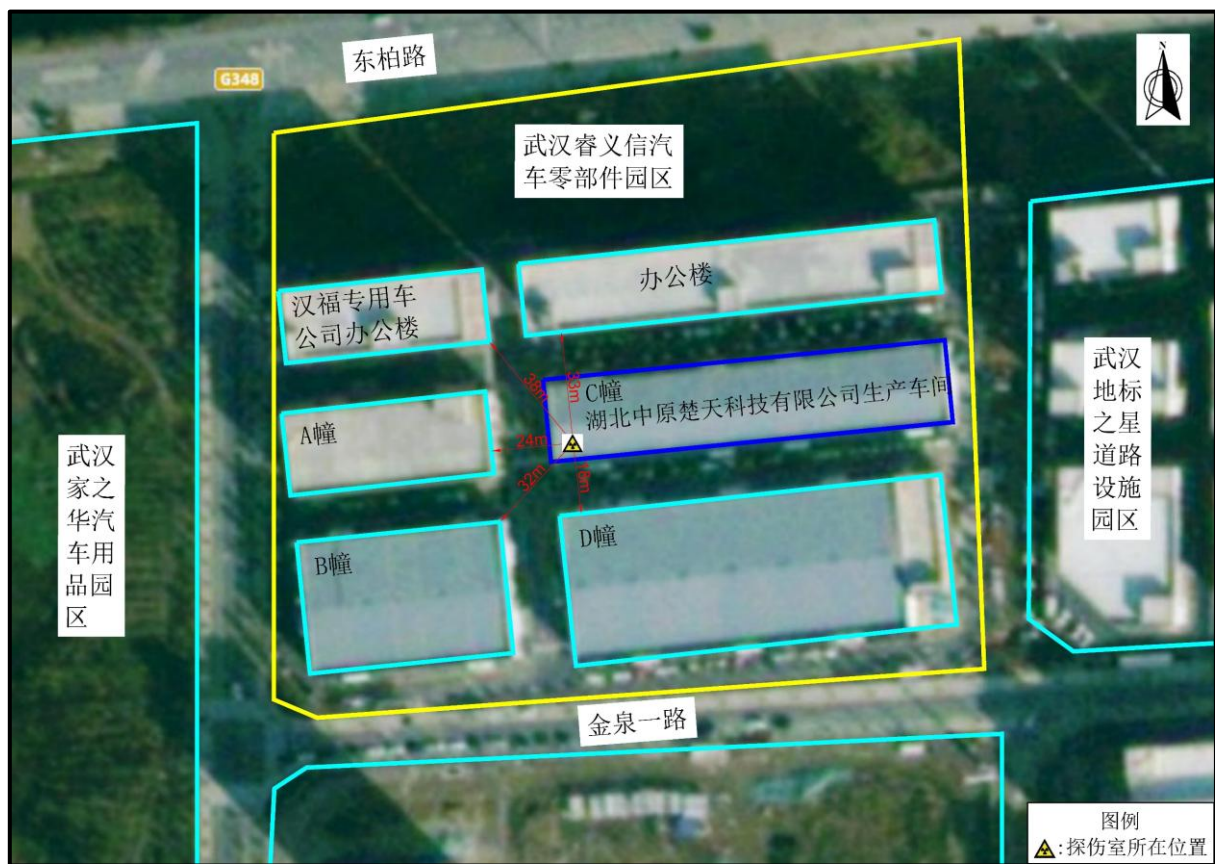 东柏路
G348
N
武汉睿义信汽
车零部件园区
汉福专用车
公司办公楼
办公楼
38m
33m
C幢
湖北中原楚天科技有限公司生产车间
A幢
24m
32m
18m
B幢
D幢
武汉
家之
华汽
车用
品园
区
武汉
地标
之星
道路
设施
园区
金泉一路
图例
:探伤室所在位置